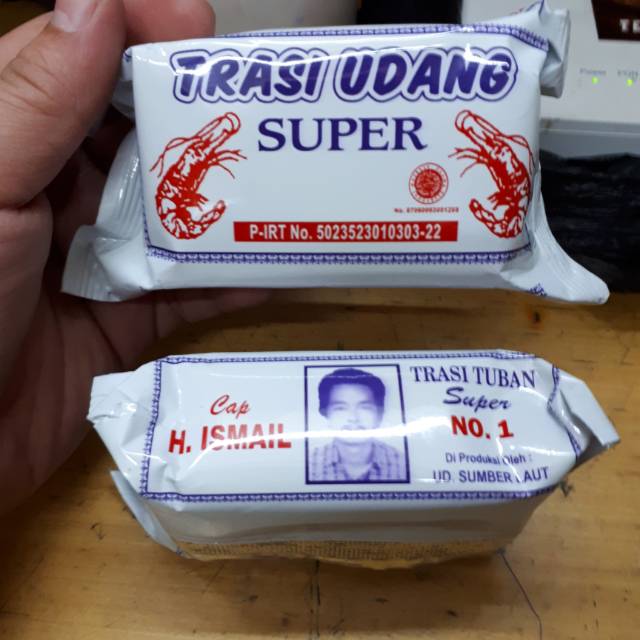 TRASI UDANG
SUPER
P-IRT No. 5023523010303-22
Cap
H. ISMAIL
TRASI TUBAN
Super
NO. 1
Di Produksi Oleh :
UD. SUMBER LAUT